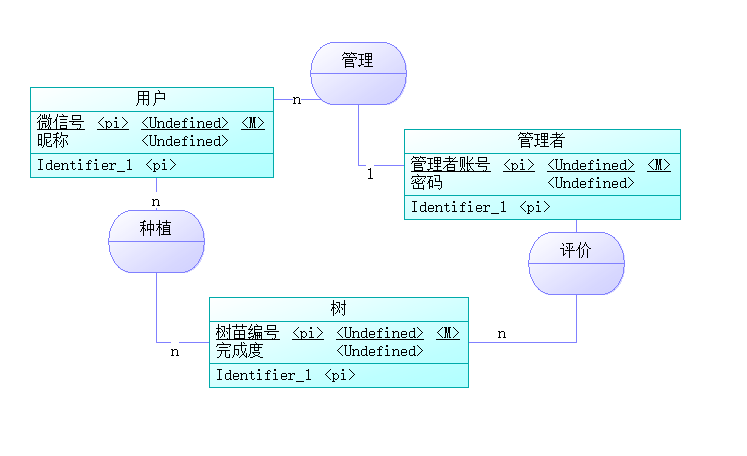 管理
用户
n
微信号 <pi> <Undefined> <M>
昵称 <Undefined>
Identifier_1 <pi>
管理者
管理者账号 <pi> <Undefined> <M>
密码 <Undefined>
Identifier_1 <pi>
1
n
种植
评价
树
树苗编号 <pi> <Undefined> <M>
完成度 <Undefined>
Identifier_1 <pi>
n
n